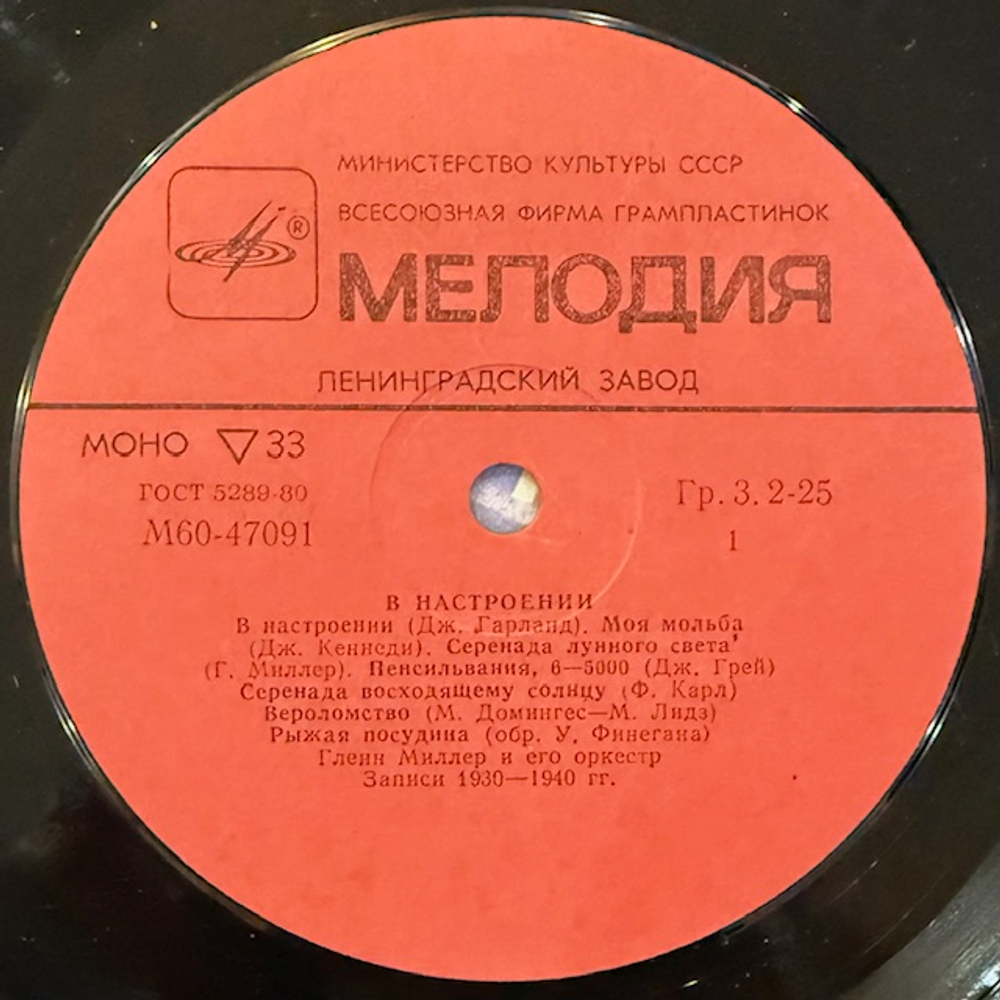 МИНИСТЕРСТВО КУЛЬТУРЫ СССР
ВСЕСОЮЗНАЯ ФИРМА ГРАМПЛАСТИНОК
®
МЕЛОДИЯ
ЛЕНИНГРАДСКИЙ ЗАВОД
МОНО ▽33
ГОСТ 5289-80
М60-47091
Гр. 3. 2-25
1
В НАСТРОЕНИИ
В настроении (Дж. Гарланд). Моя мольба
(Дж. Кеннеди). Серенада лунного света
(Г. Миллер). Пенсильвания, 6—5000 (Дж. Грей)
Серенада восходящему солнцу (Ф. Карл)
Вероломство (М. Домингес—М. Лидз)
Рыжая посудина (обр. У. Финегана)
Гленн Миллер и его оркестр
Записи 1930—1940 гг.